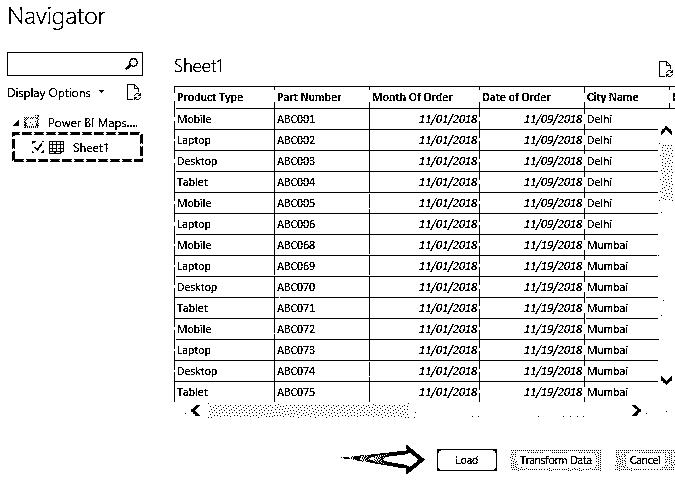 Navigator
Display Options
Power BI Maps....
Sheet1
Sheet1
Product Type Part Number Month Of Order Date of Order City Name
Mobile ABC001 11/01/2018 11/09/2018 Delhi
Laptop ABC002 11/01/2018 11/09/2018 Delhi
Desktop ABC003 11/01/2018 11/09/2018 Delhi
Tablet ABC004 11/01/2018 11/09/2018 Delhi
Mobile ABC005 11/01/2018 11/09/2018 Delhi
Laptop ABC006 11/01/2018 11/09/2018 Delhi
Mobile ABC068 11/01/2018 11/19/2018 Mumbai
Laptop ABC069 11/01/2018 11/19/2018 Mumbai
Desktop ABC070 11/01/2018 11/19/2018 Mumbai
Tablet ABC071 11/01/2018 11/19/2018 Mumbai
Mobile ABC072 11/01/2018 11/19/2018 Mumbai
Laptop ABC073 11/01/2018 11/19/2018 Mumbai
Desktop ABC074 11/01/2018 11/19/2018 Mumbai
Tablet ABC075 11/01/2018 11/19/2018 Mumbai
Load Transform Data Cancel